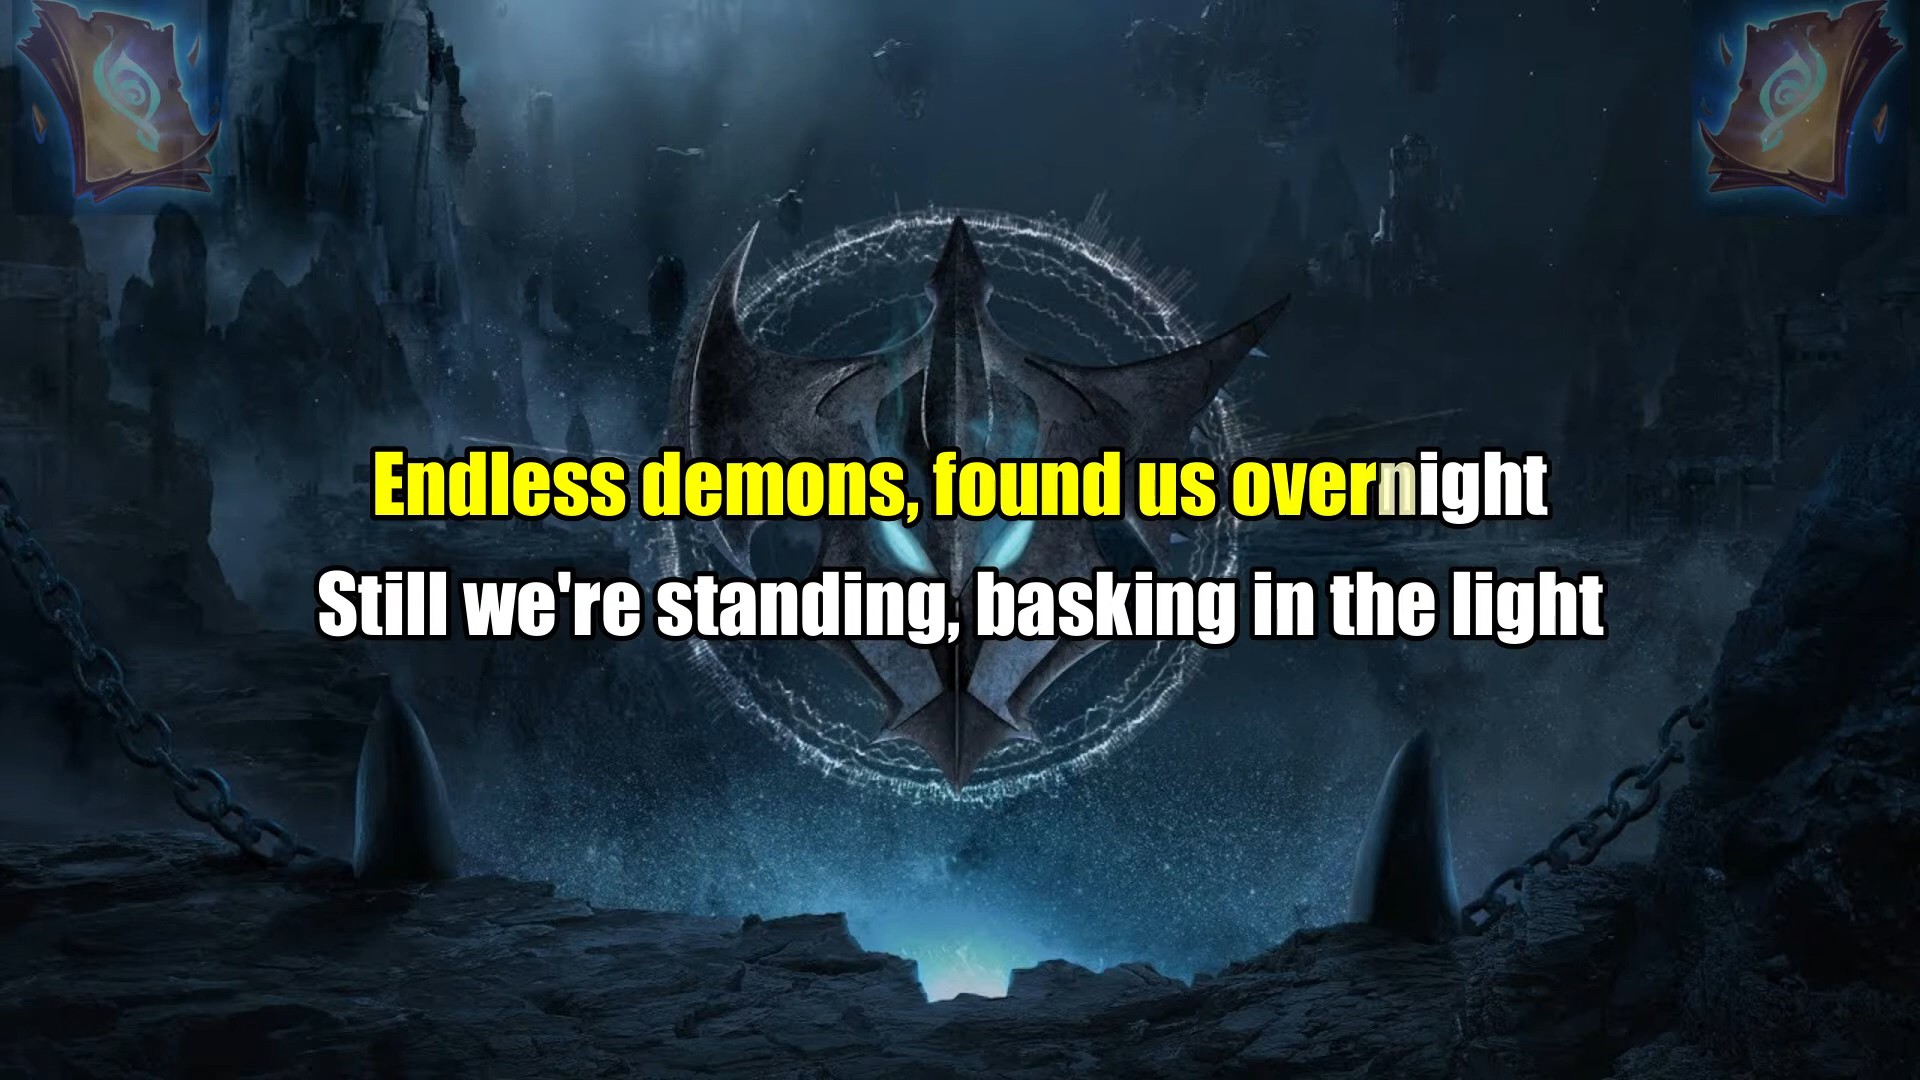 Endless demons, found us overnight
Still we're standing, basking in the light